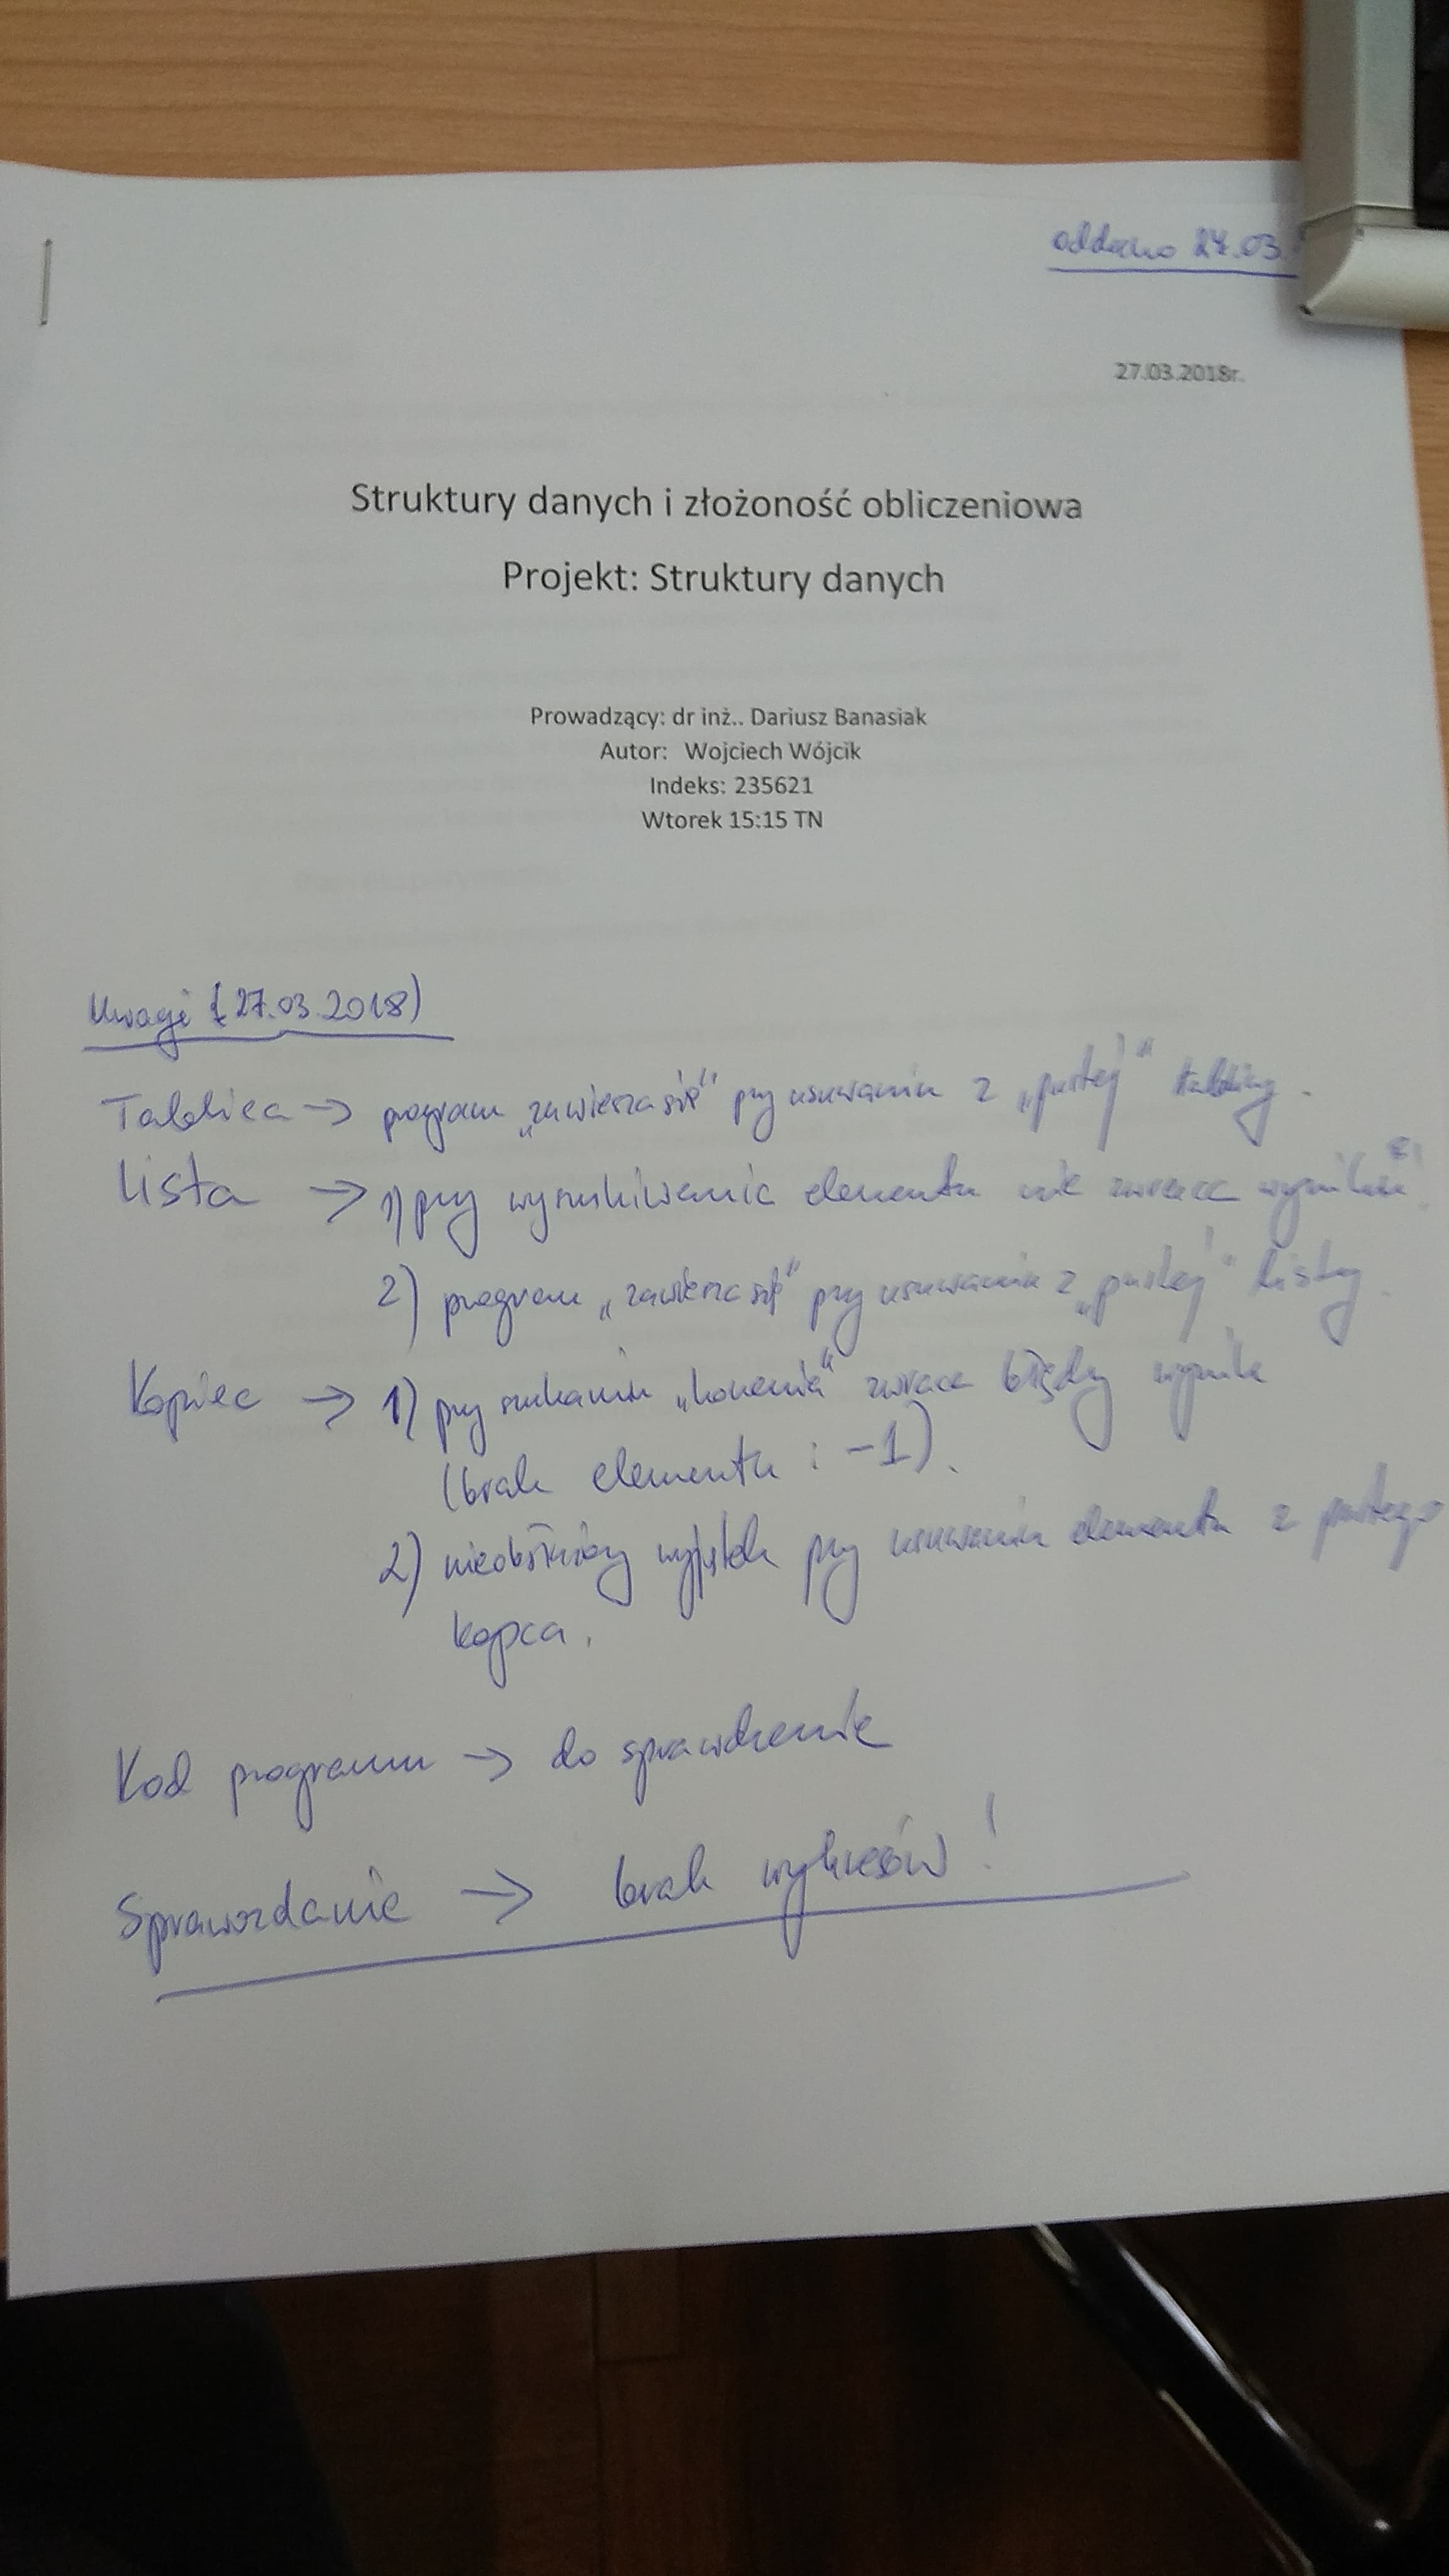 oddano 27.03.
27.03.2018r.
Struktury danych i złożoność obliczeniowa
Projekt: Struktury danych
Prowadzący: dr inż.. Dariusz Banasiak
Autor: Wojciech Wójcik
Indeks: 235621
Wtorek 15:15 TN
Uwagi (27.03.2018)
Tablica → program „zawiesza się" przy usuwaniu z „pustej" tablicy.
Lista → 1) przy wyszukiwaniu elementu nie zwraca
2) program „zawiesza się" przy usuwaniu z „pustej" listy.
Kopiec → 1) przy szukaniu „korzenia" zwraca błędny wynik
(brak elementu : -1).
2) nieobsłużony wyjątek przy usuwaniu elementu z pustego
kopca.
Kod programu → do sprawdzenia
Sprawozdanie → brak wykresów!